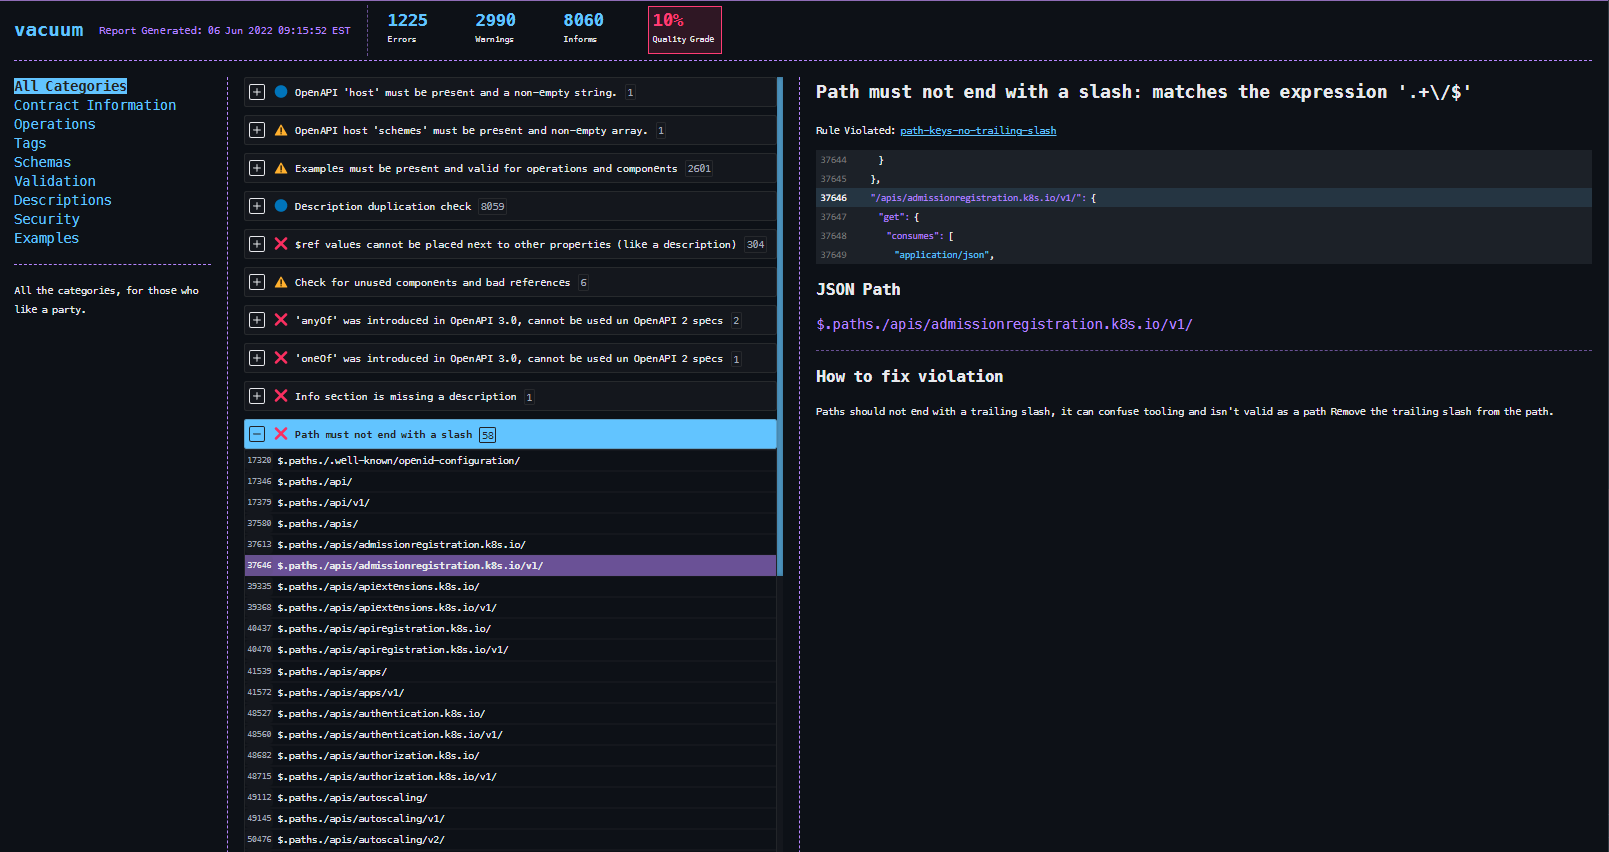 vacuum Report Generated: 06 Jun 2022 09:15:52 EST
1225
Errors
2990
Warnings
8060
Informs
10%
Quality Grade
All Categories
Contract Information
Operations
Tags
Schemas
Validation
Descriptions
Security
Examples
All the categories, for those who
like a party.
OpenAPI 'host' must be present and a non-empty string. 1
OpenAPI host 'schemes' must be present and non-empty array. 1
Examples must be present and valid for operations and components 2601
Description duplication check 8059
$ref values cannot be placed next to other properties (like a description) 304
Check for unused components and bad references 6
'anyOf' was introduced in OpenAPI 3.0, cannot be used un OpenAPI 2 specs 2
'oneOf' was introduced in OpenAPI 3.0, cannot be used un OpenAPI 2 specs 1
Info section is missing a description 1
Path must not end with a slash 58
17320 $.paths./.well-known/openid-configuration/
17346 $.paths./api/
17379 $.paths./api/v1/
37580 $.paths./apis/
37613 $.paths./apis/admissionregistration.k8s.io/
37646 $.paths./apis/admissionregistration.k8s.io/v1/
39335 $.paths./apis/apiextensions.k8s.io/
39368 $.paths./apis/apiextensions.k8s.io/v1/
40437 $.paths./apis/apiregistration.k8s.io/
40470 $.paths./apis/apiregistration.k8s.io/v1/
41539 $.paths./apis/apps/
41572 $.paths./apis/apps/v1/
48527 $.paths./apis/authentication.k8s.io/
48560 $.paths./apis/authentication.k8s.io/v1/
48682 $.paths./apis/authorization.k8s.io/
48715 $.paths./apis/authorization.k8s.io/v1/
49112 $.paths./apis/autoscaling/
49145 $.paths./apis/autoscaling/v1/
50476 $.paths./apis/autoscaling/v2/
Path must not end with a slash: matches the expression '.+\/$'
Rule Violated: path-keys-no-trailing-slash
37644 }
37645 },
37646 "/apis/admissionregistration.k8s.io/v1/": {
37647 "get": {
37648 "consumes": [
37649 "application/json",
JSON Path
$.paths./apis/admissionregistration.k8s.io/v1/
How to fix violation
Paths should not end with a trailing slash, it can confuse tooling and isn't valid as a path Remove the trailing slash from the path.